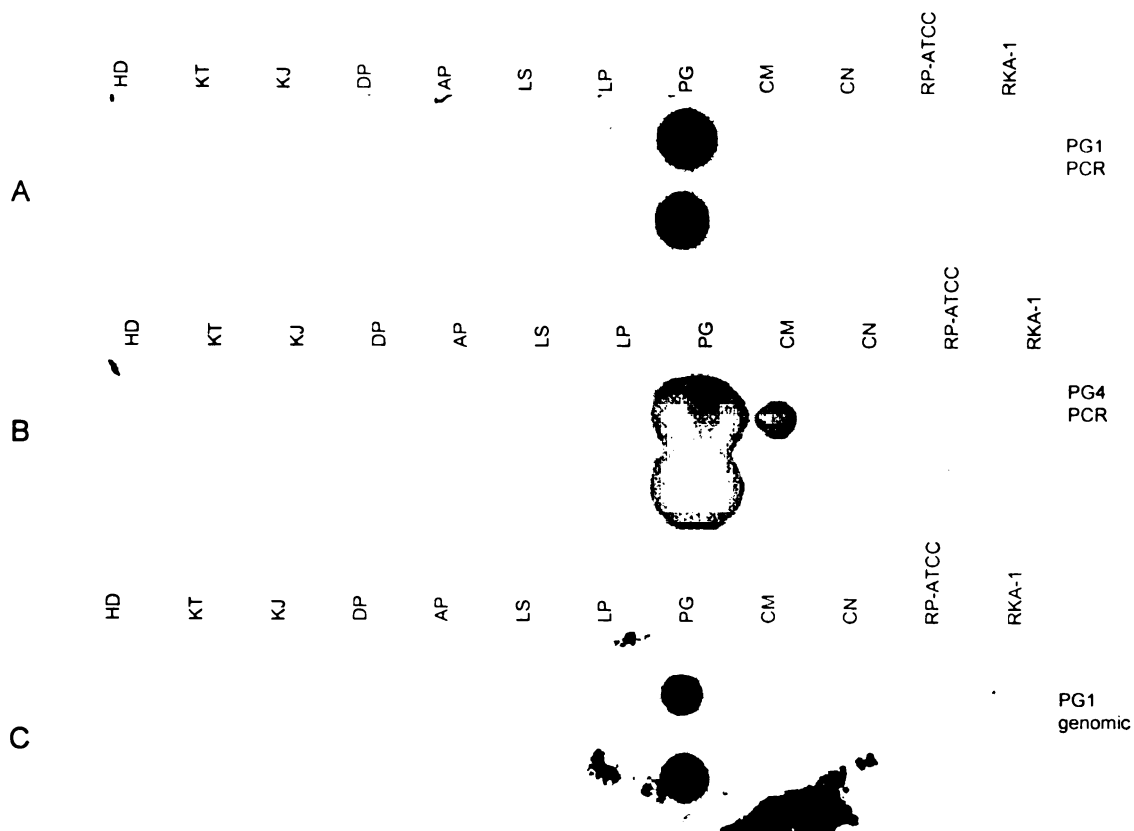 HD KT KJ DP AP LS LP PG CM CN RP-ATCC RKA-1
PG1
PCR
A
HD KT KJ DP AP LS LP PG CM CN RP-ATCC RKA-1
PG4
PCR
B
HD KT KJ DP AP LS LP PG CM CN RP-ATCC RKA-1
PG1
genomic
C